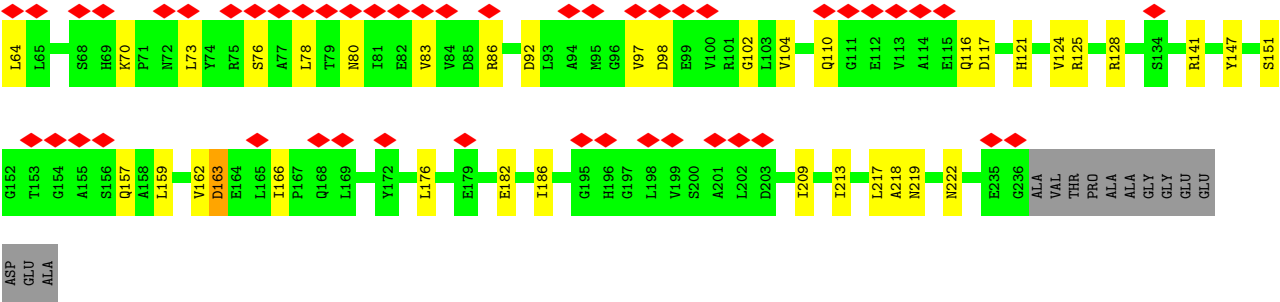 L64 L65 S68 H69 K70 P71 N72 L73 Y74 R75 S76 A77 L78 T79 N80 I81 E82 V83 V84 D85 R86 D92 L93 A94 M95 G96 V97 D98 E99 V100 R101 G102 L103 V104 Q110 G111 E112 V113 A114 E115 Q116 D117 H121 V124 R125 R128 S134 R141 Y147 S151
G152 T153 G154 A155 S156 Q157 A158 L159 V162 D163 E164 L165 I166 P167 Q168 L169 Y172 L176 E179 E182 I186 G195 H196 G197 L198 V199 S200 A201 L202 D203 I209 I213 L217 A218 N219 N222 E235 G236 ALA VAL THR PRO ALA ALA GLY GLY GLU GLU
ASP GLU ALA